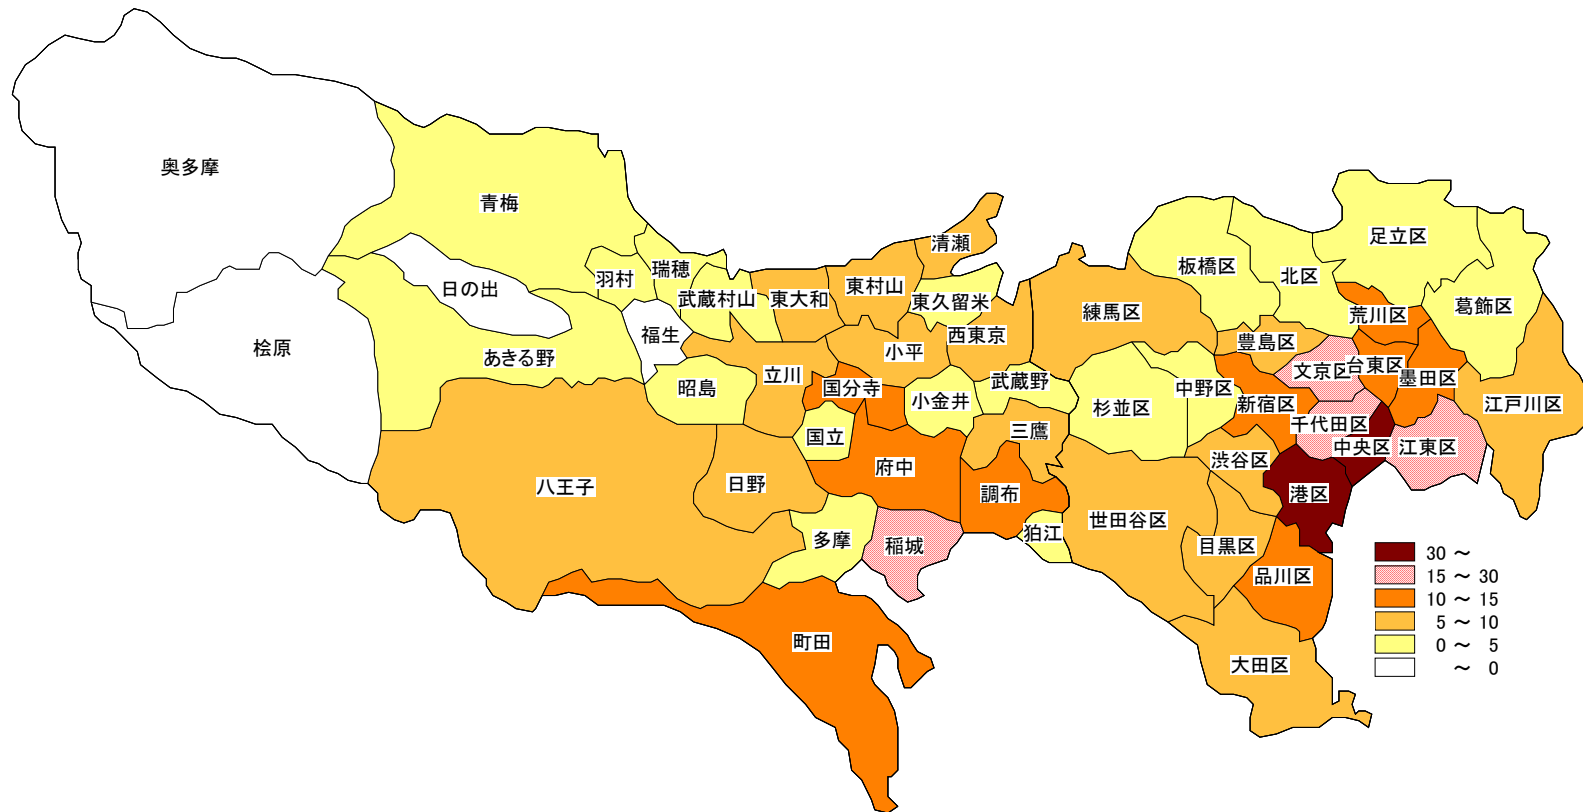 奥多摩
青梅
清瀬
足立区
板橋区
北区
羽村
瑞穂
日の出
武蔵村山
東大和
東村山
東久留米
練馬区
荒川区
葛飾区
福生
桧原
あきる野
小平
西東京
豊島区
文京区
台東区
墨田区
昭島
立川
国分寺
小金井
武蔵野
杉並区
中野区
新宿区
江戸川区
国立
三鷹
千代田区
中央区
江東区
八王子
日野
府中
調布
渋谷区
港区
多摩
稲城
狛江
世田谷区
目黒区
品川区
町田
大田区
30 ～
15 ～ 30
10 ～ 15
5 ～ 10
0 ～ 5
～ 0